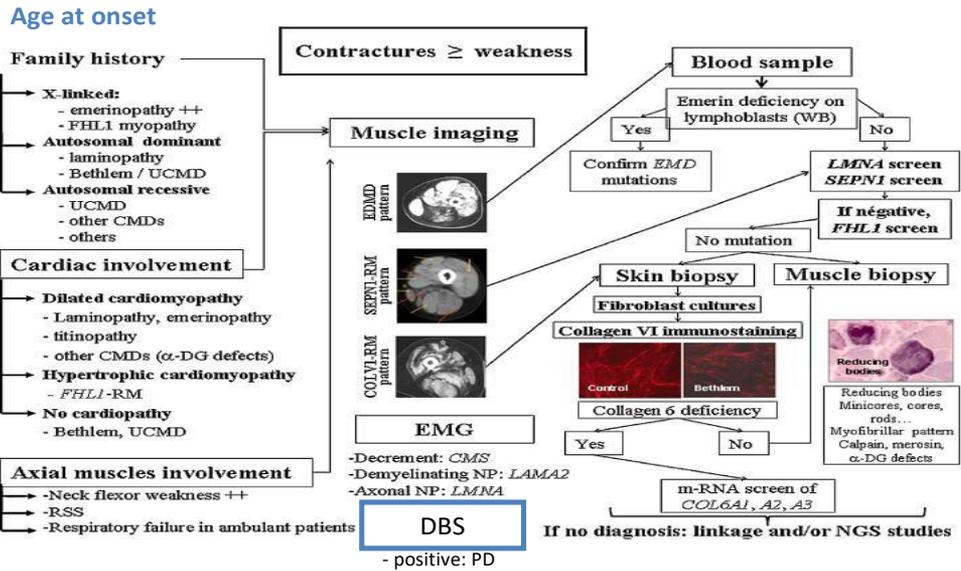 Age at onset
Family history
X-linked:
- emerinopathy ++
- FHL1 myopathy
Autosomal dominant
- laminopathy
- Bethlem / UCMD
Autosomal recessive
- UCMD
- other CMDs
- others
Cardiac involvement
Dilated cardiomyopathy
- Laminopathy, emerinopathy
- titinopathy
- other CMDs (α-DG defects)
Hypertrophic cardiomyopathy
- FHL1-RM
No cardiopathy
- Bethlem, UCMD
Axial muscles involvement
-Neck flexor weakness ++
-RSS
-Respiratory failure in ambulant patients
Contractures ≥ weakness
Muscle imaging
EDMD
pattern
SEPN1-RM
pattern
COLVI-RM
pattern
EMG
-Decrement: CMS
-Demyelinating NP: LAMA2
-Axonal NP: LMNA
DBS
- positive: PD
Blood sample
Emerin deficiency on
lymphoblasts (WB)
Yes
No
Confirm EMD
mutations
LMNA screen
SEPN1 screen
If négative,
FHL1 screen
No mutation
Skin biopsy
Muscle biopsy
Fibroblast cultures
Collagen VI immunostaining
Control
Bethlem
Reducing
bodies
Collagen 6 deficiency
Yes
No
Reducing bodies
Minicores, cores,
rods...
Myofibrillar pattern
Calpain, merosin,
α-DG defects
m-RNA screen of
COL6A1, A2, A3
If no diagnosis: linkage and/or NGS studies